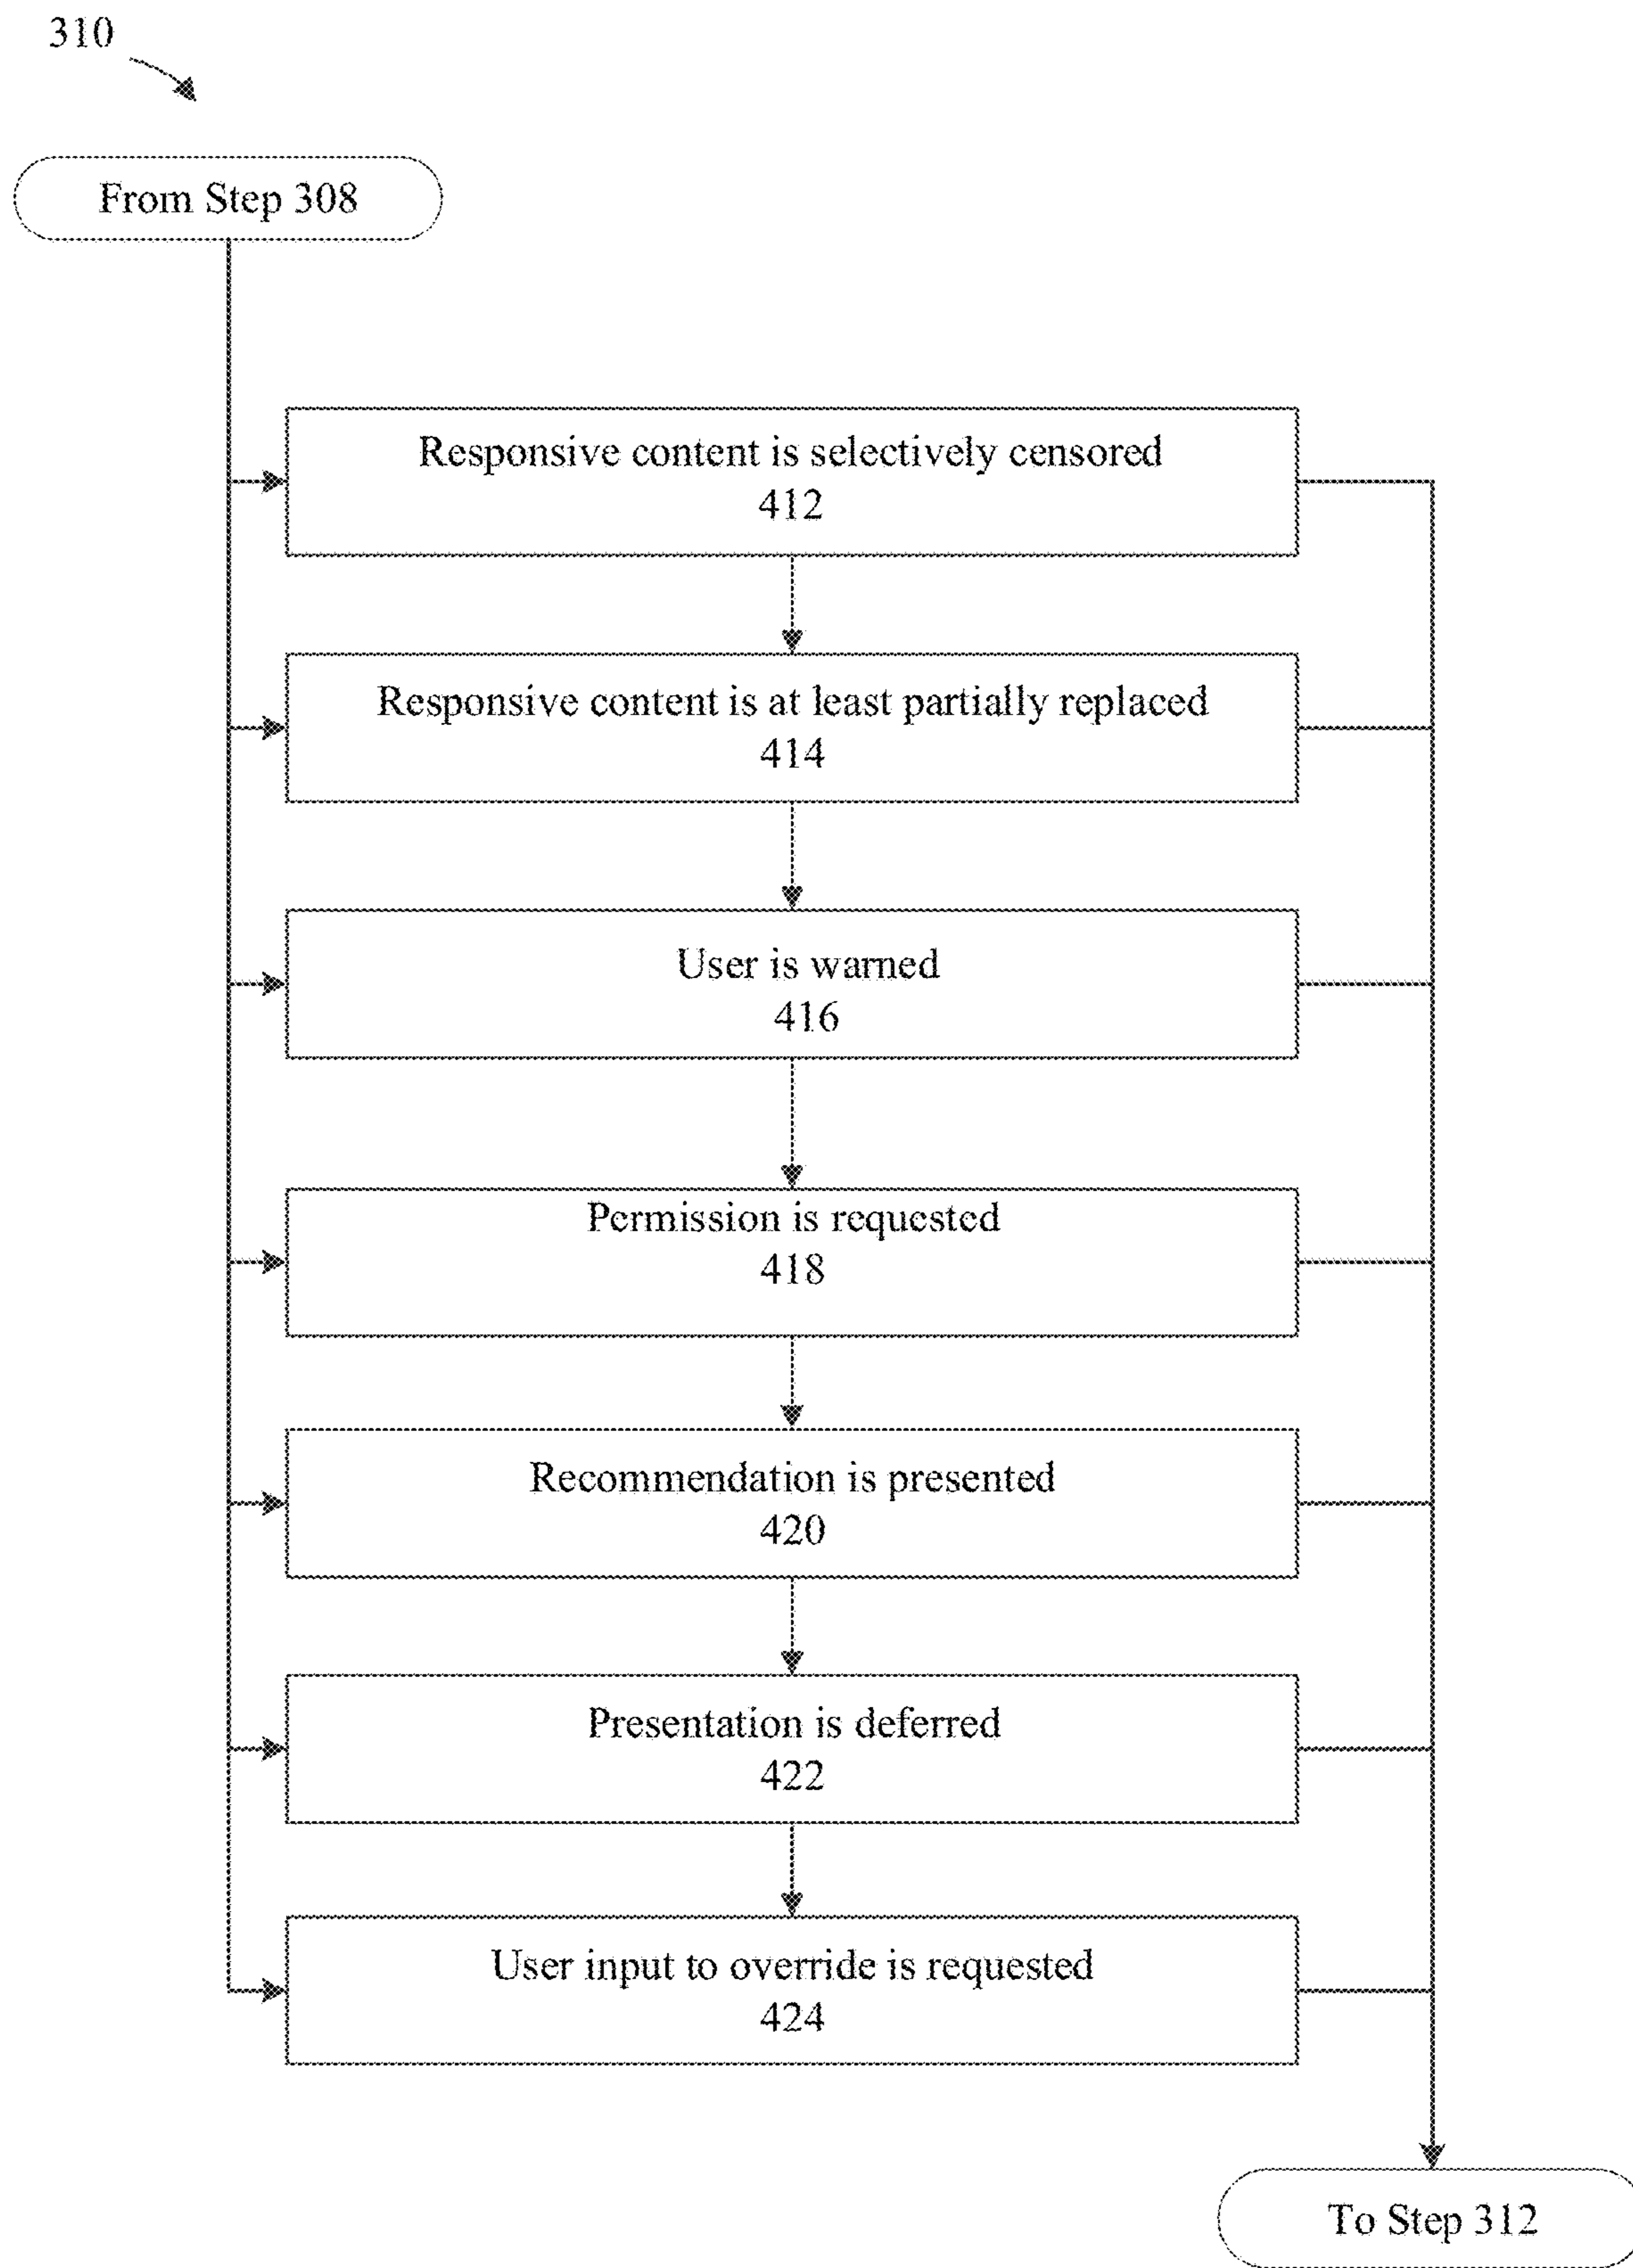 310
From Step 308
Responsive content is selectively censored
412
Responsive content is at least partially replaced
414
User is warned
416
Permission is requested
418
Recommendation is presented
420
Presentation is deferred
422
User input to override is requested
424
To Step 312